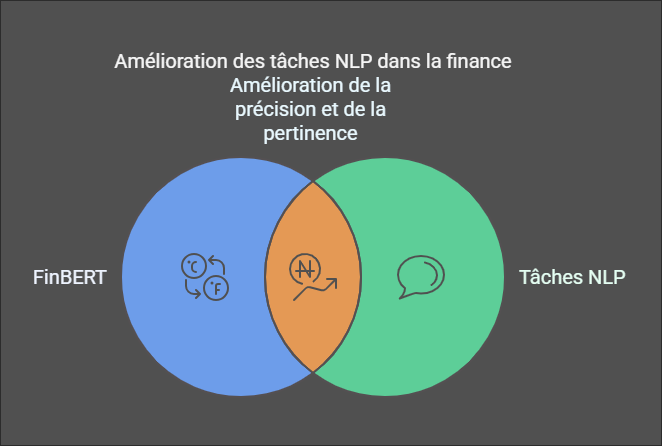 Amélioration des tâches NLP dans la finance
Amélioration de la
précision et de la
pertinence
°C
°F
₦
FinBERT
Tâches NLP